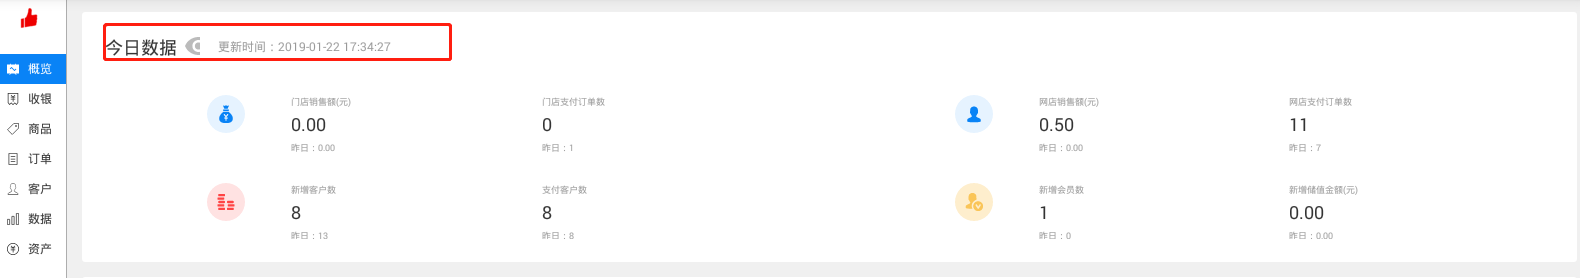 概览
收银
商品
订单
客户
数据
资产
今日数据 更新时间：2019-01-22 17:34:27
门店销售额(元) 门店支付订单数 网店销售额(元) 网店支付订单数
0.00 0 0.50 11
昨日：0.00 昨日：1 昨日：0.00 昨日：7
新增客户数 支付客户数 新增会员数 新增储值金额(元)
8 8 1 0.00
昨日：13 昨日：8 昨日：0 昨日：0.00